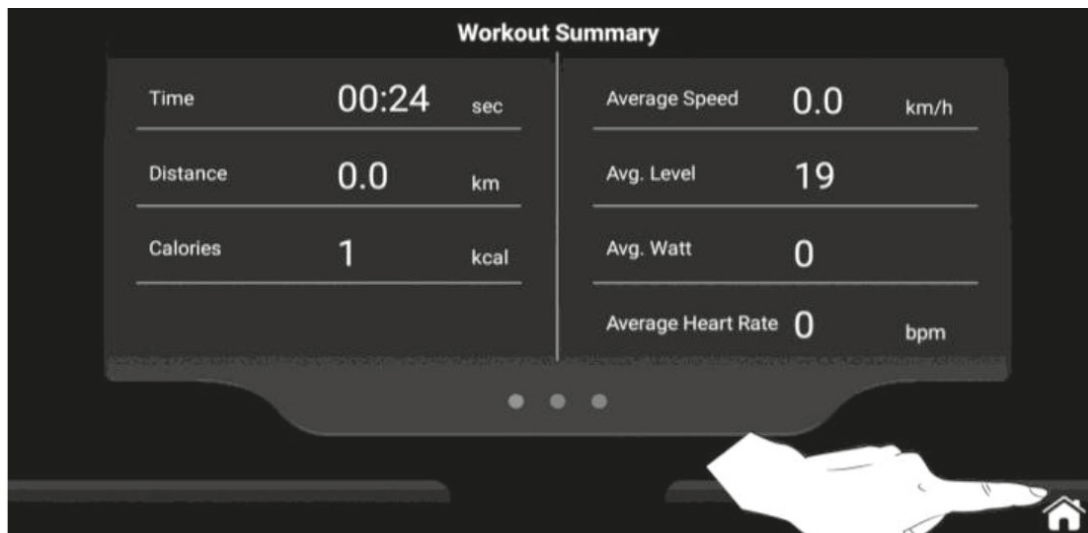 Workout Summary
Time 00:24 sec
Distance 0.0 km
Calories 1 kcal
Average Speed 0.0 km/h
Avg. Level 19
Avg. Watt 0
Average Heart Rate 0 bpm